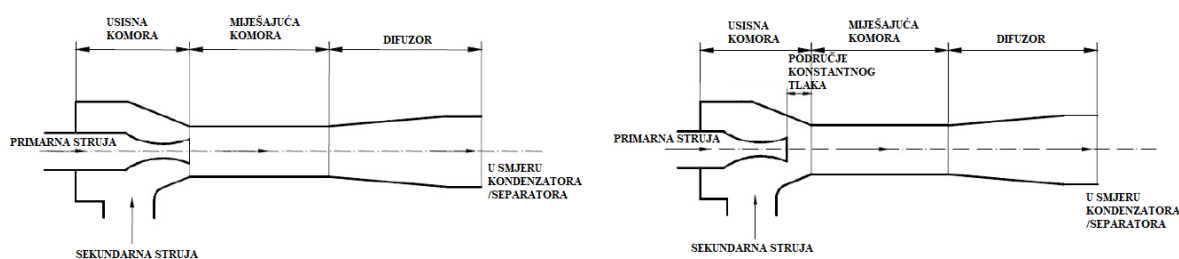 USISNA
KOMORA
MIJEŠAJUĆA
KOMORA
DIFUZOR
PRIMARNA STRUJA
U SMJERU
KONDENZATORA
/SEPARATORA
SEKUNDARNA STRUJA
USISNA
KOMORA
MIJEŠAJUĆA
KOMORA
DIFUZOR
PODRUČJE
KONSTANTNOG
TLAKA
PRIMARNA STRUJA
U SMJERU
KONDENZATORA
/SEPARATORA
SEKUNDARNA STRUJA